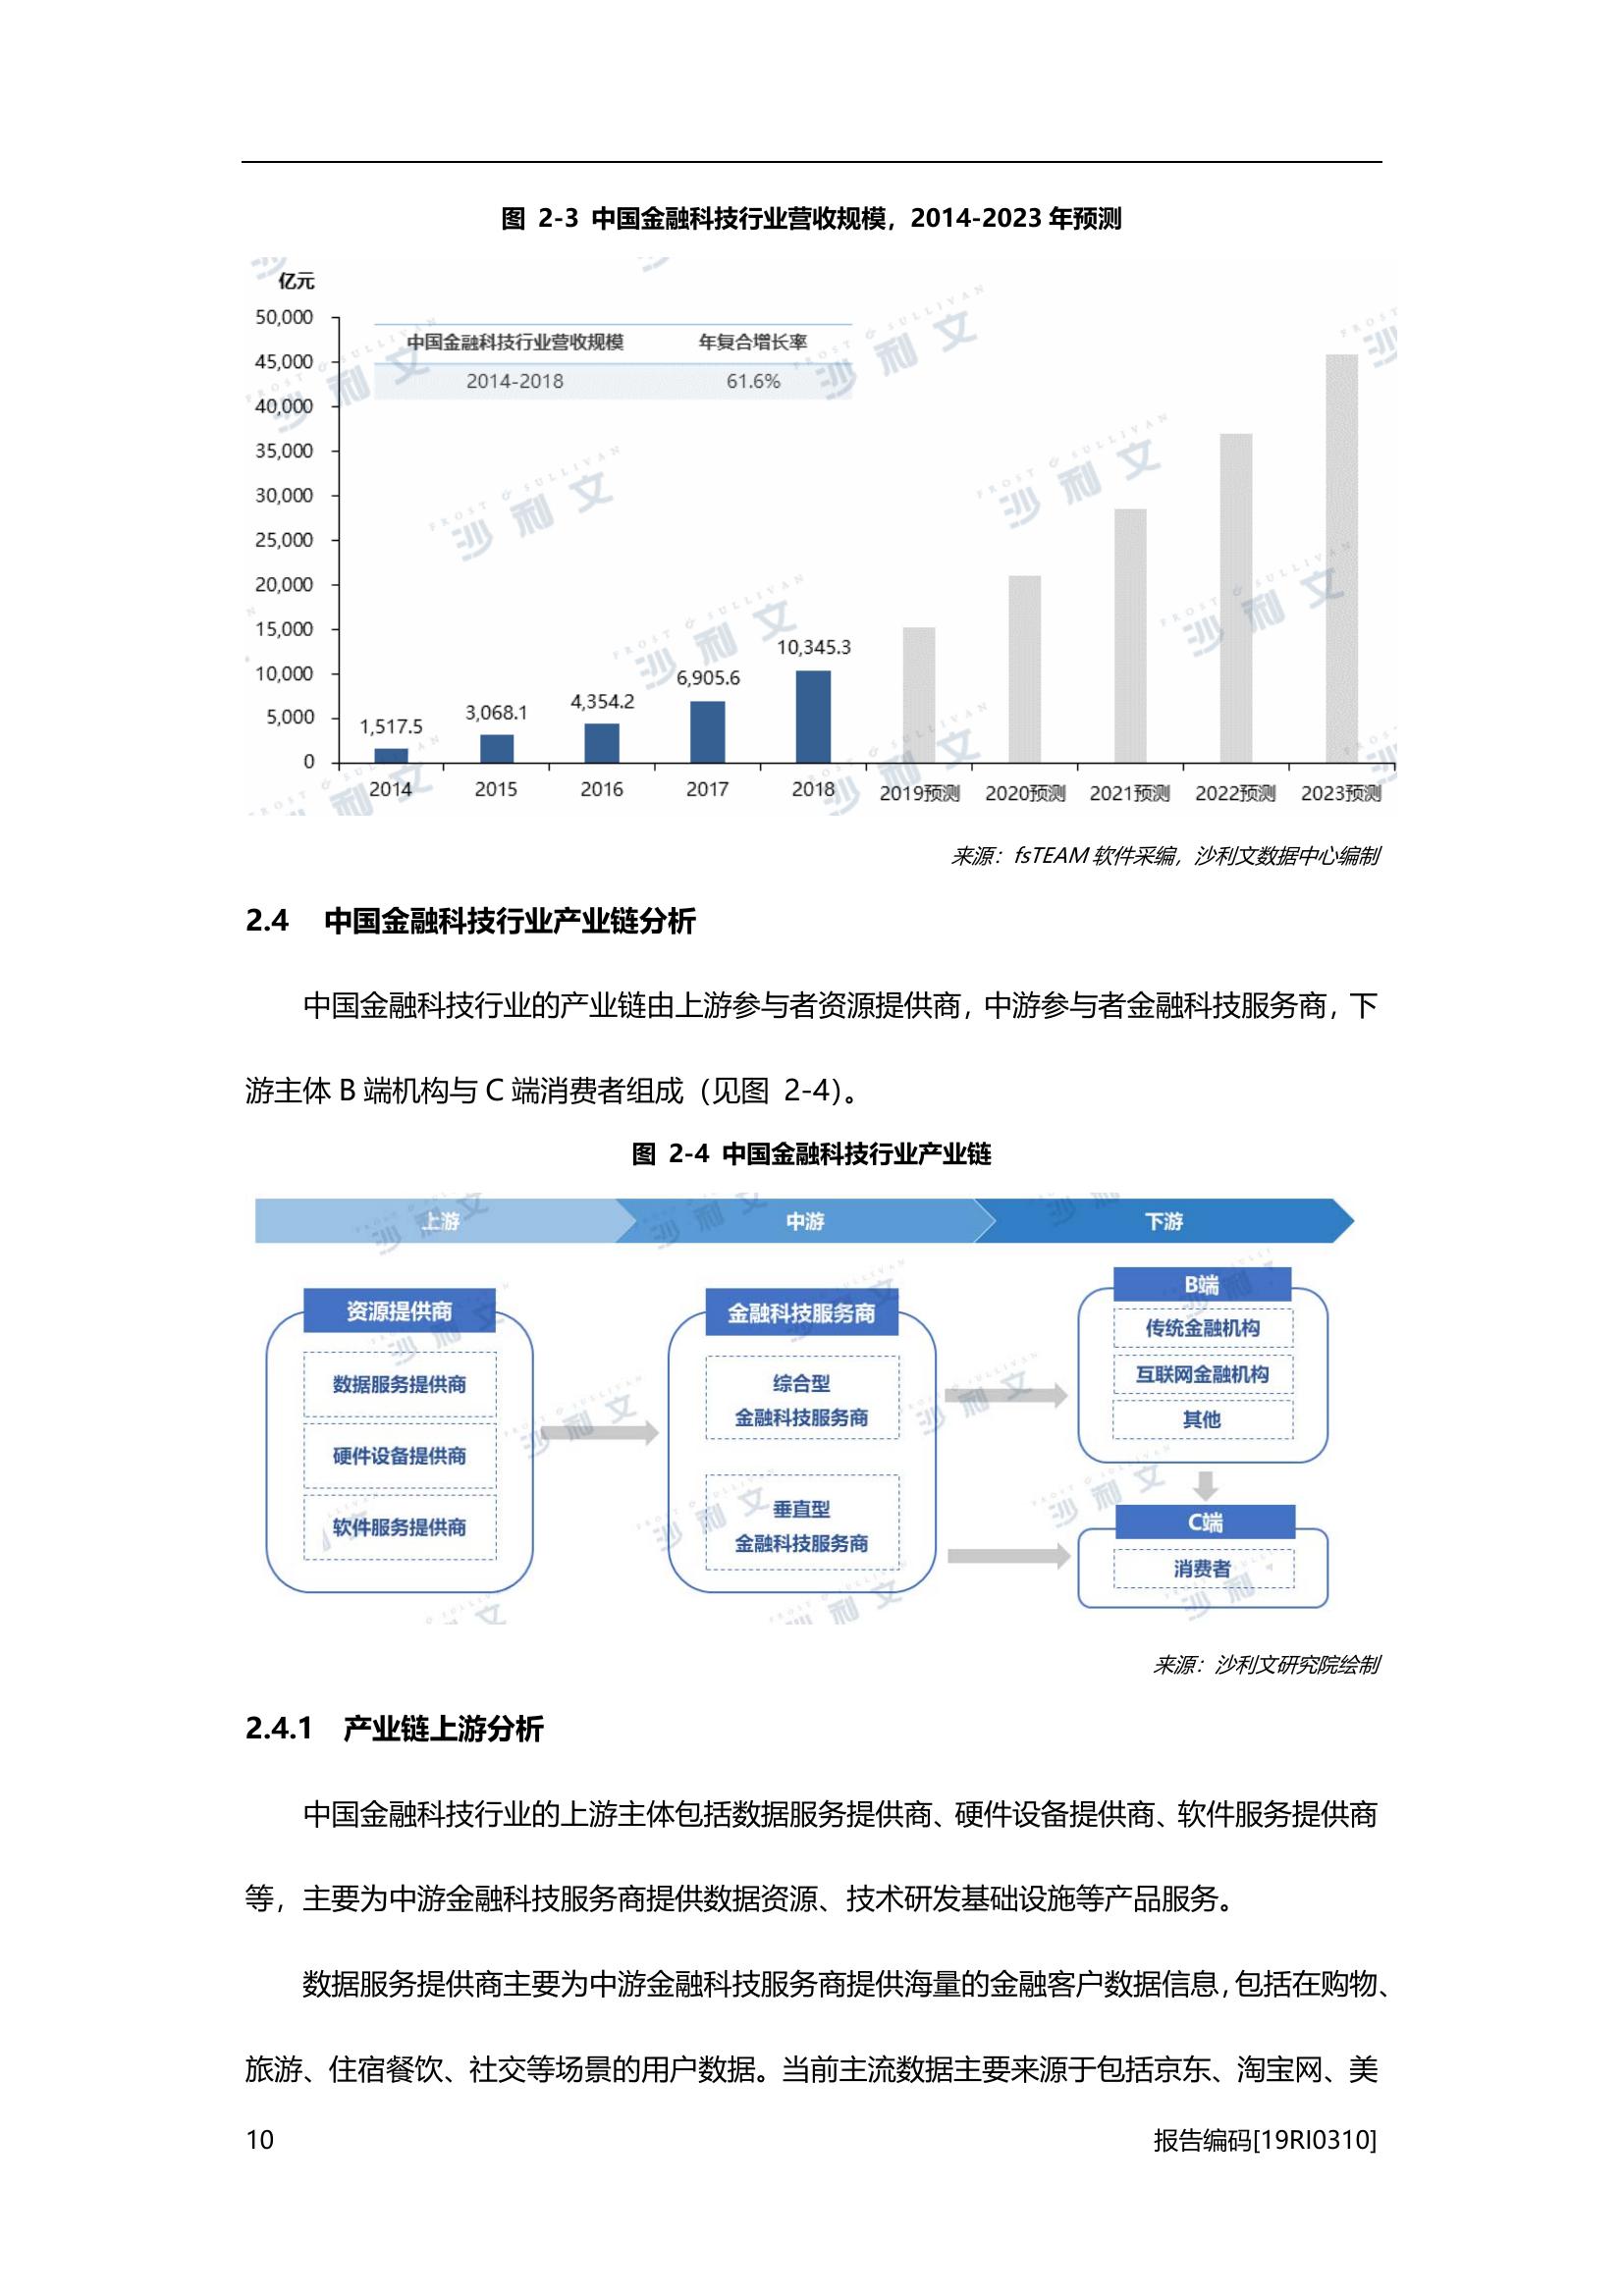 图 2-3 中国金融科技行业营收规模，2014-2023 年预测
亿元
50,000
45,000
40,000
35,000
30,000
25,000
20,000
15,000
10,000
5,000
0
中国金融科技行业营收规模 年复合增长率
2014-2018 61.6%
1,517.5
3,068.1
4,354.2
6,905.6
10,345.3
2014 2015 2016 2017 2018 2019预测 2020预测 2021预测 2022预测 2023预测
FROST & SULLIVAN
沙利文
来源：fsTEAM 软件采编，沙利文数据中心编制
2.4 中国金融科技行业产业链分析
中国金融科技行业的产业链由上游参与者资源提供商，中游参与者金融科技服务商，下
游主体 B 端机构与 C 端消费者组成（见图 2-4）。
图 2-4 中国金融科技行业产业链
上游 中游 下游
资源提供商
数据服务提供商
硬件设备提供商
软件服务提供商
金融科技服务商
综合型
金融科技服务商
垂直型
金融科技服务商
B端
传统金融机构
互联网金融机构
其他
C端
消费者
来源：沙利文研究院绘制
2.4.1 产业链上游分析
中国金融科技行业的上游主体包括数据服务提供商、硬件设备提供商、软件服务提供商
等，主要为中游金融科技服务商提供数据资源、技术研发基础设施等产品服务。
数据服务提供商主要为中游金融科技服务商提供海量的金融客户数据信息，包括在购物、
旅游、住宿餐饮、社交等场景的用户数据。当前主流数据主要来源于包括京东、淘宝网、美
10 报告编码[19RI0310]